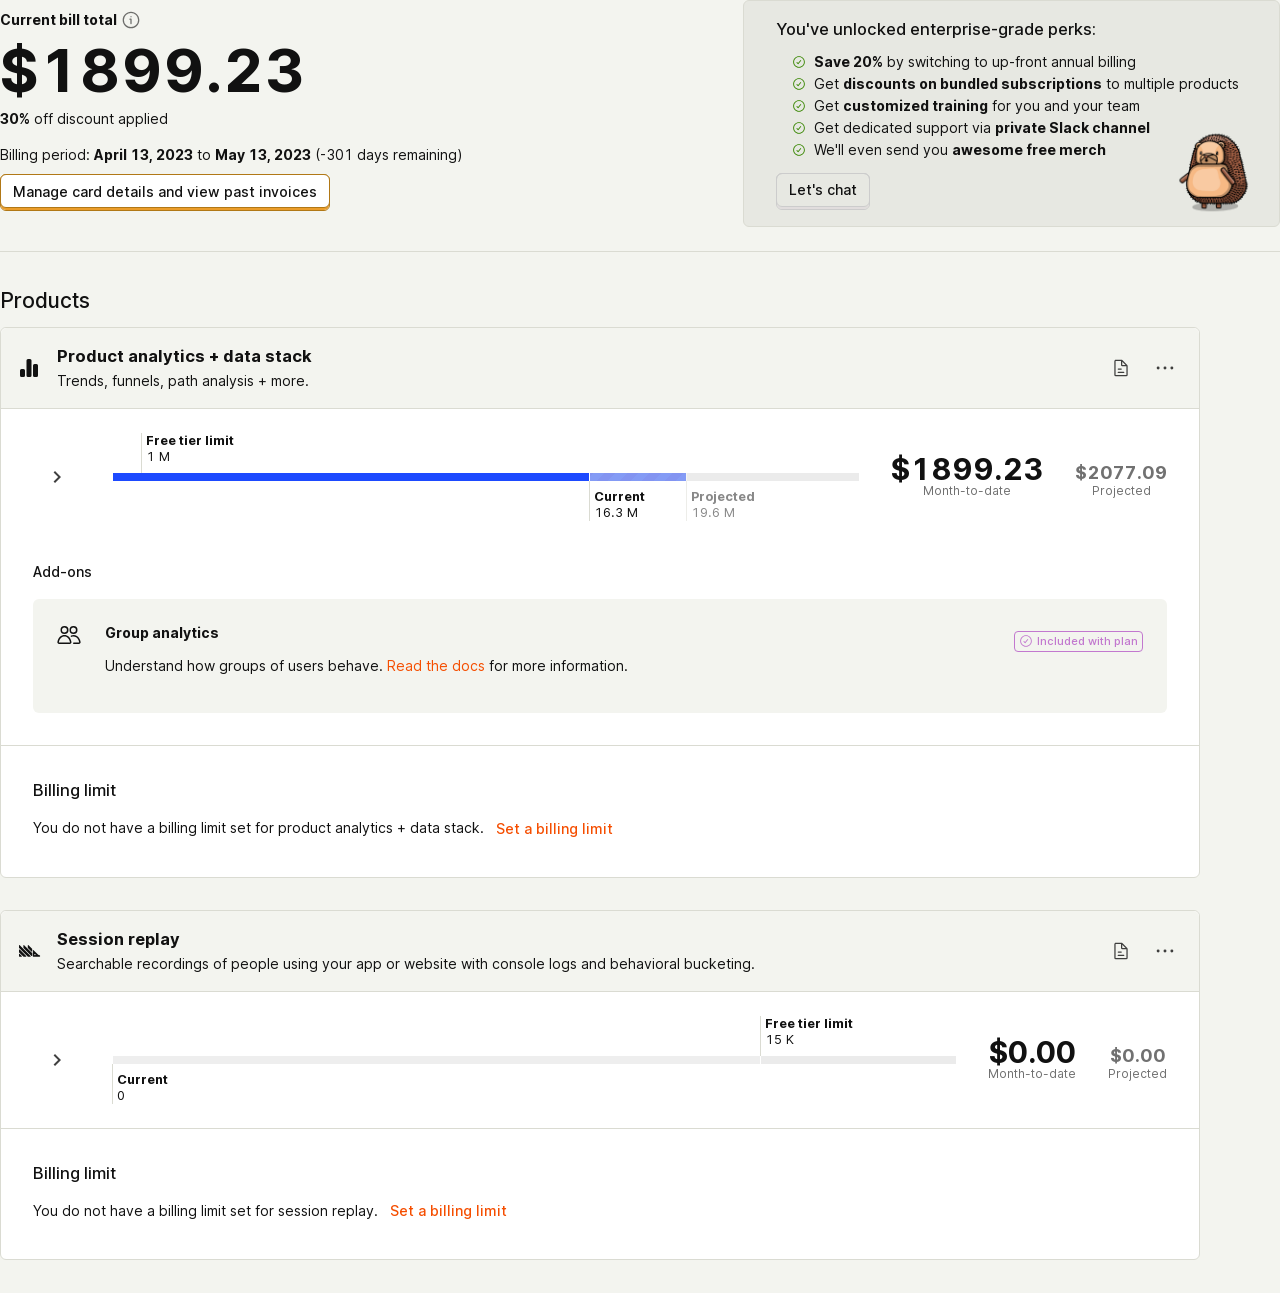 Current bill total
$1899.23
30% off discount applied
Billing period: April 13, 2023 to May 13, 2023 (-301 days remaining)
Manage card details and view past invoices
You've unlocked enterprise-grade perks:
Save 20% by switching to up-front annual billing
Get discounts on bundled subscriptions to multiple products
Get customized training for you and your team
Get dedicated support via private Slack channel
We'll even send you awesome free merch
Let's chat
Products
Product analytics + data stack
Trends, funnels, path analysis + more.
Free tier limit
1 M
Current
16.3 M
Projected
19.6 M
$1899.23
Month-to-date
$2077.09
Projected
Add-ons
Group analytics
Included with plan
Understand how groups of users behave. Read the docs for more information.
Billing limit
You do not have a billing limit set for product analytics + data stack. Set a billing limit
Session replay
Searchable recordings of people using your app or website with console logs and behavioral bucketing.
Free tier limit
15 K
Current
0
$0.00
Month-to-date
$0.00
Projected
Billing limit
You do not have a billing limit set for session replay. Set a billing limit